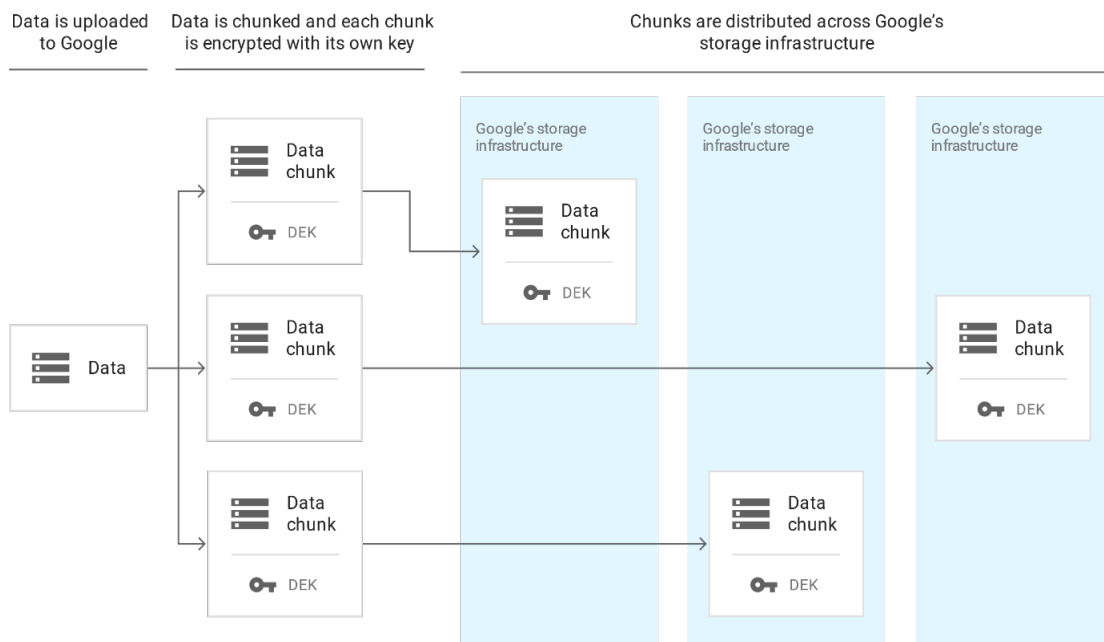 Data is uploaded
to Google
Data is chunked and each chunk
is encrypted with its own key
Chunks are distributed across Google's
storage infrastructure
Google's storage
infrastructure
Google's storage
infrastructure
Google's storage
infrastructure
Data
chunk
DEK
Data
chunk
DEK
Data
Data
chunk
DEK
Data
chunk
DEK
Data
chunk
DEK
Data
chunk
DEK